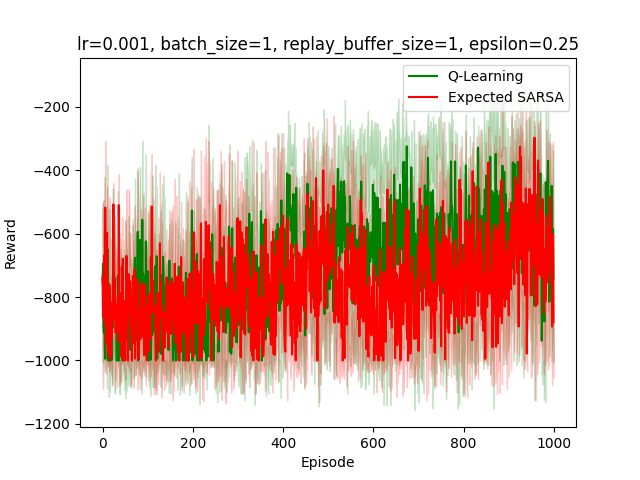 lr=0.001, batch_size=1, replay_buffer_size=1, epsilon=0.25
Q-Learning
Expected SARSA
Reward
−200
−400
−600
−800
−1000
−1200
0
200
400
600
800
1000
Episode